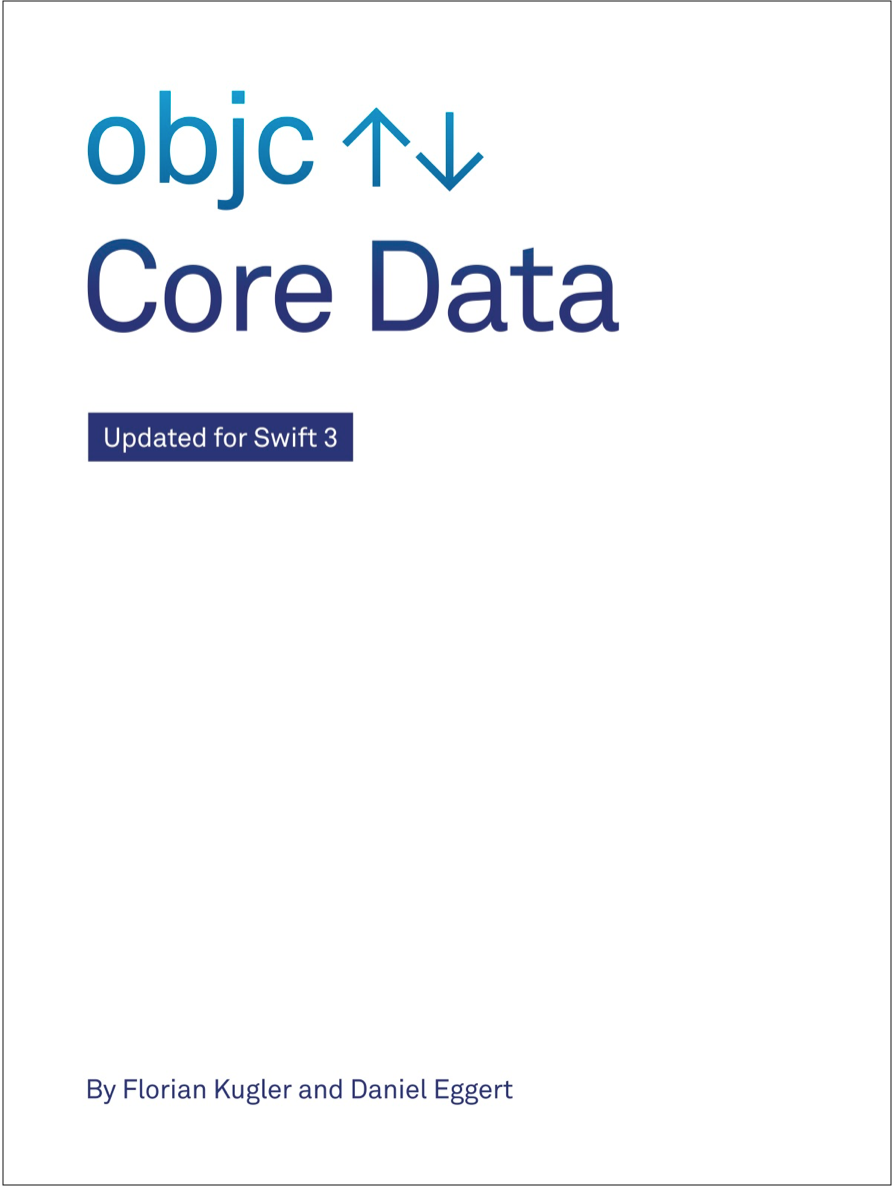 objc ↑↓
Core Data
Updated for Swift 3
By Florian Kugler and Daniel Eggert